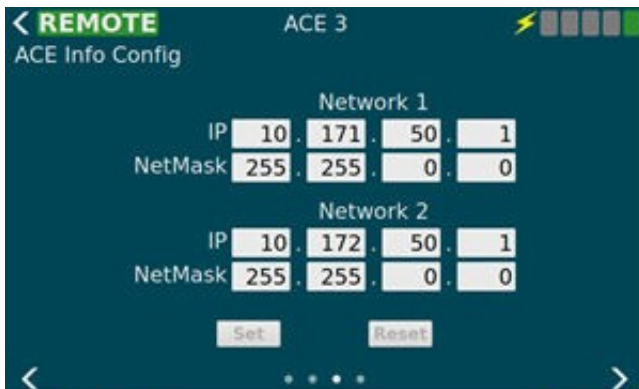 < REMOTE ACE 3
ACE Info Config
Network 1
IP 10 . 171 . 50 . 1
NetMask 255 . 255 . 0 . 0
Network 2
IP 10 . 172 . 50 . 1
NetMask 255 . 255 . 0 . 0
Set Reset